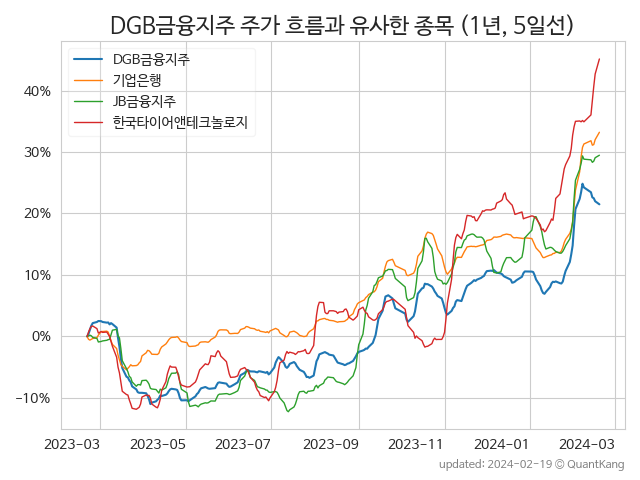 DGB금융지주 주가 흐름과 유사한 종목 (1년, 5일선)
DGB금융지주
기업은행
JB금융지주
한국타이어앤테크놀로지
40%
30%
20%
10%
0%
−10%
2023-03 2023-05 2023-07 2023-09 2023-11 2024-01 2024-03
updated: 2024-02-19 © QuantKang